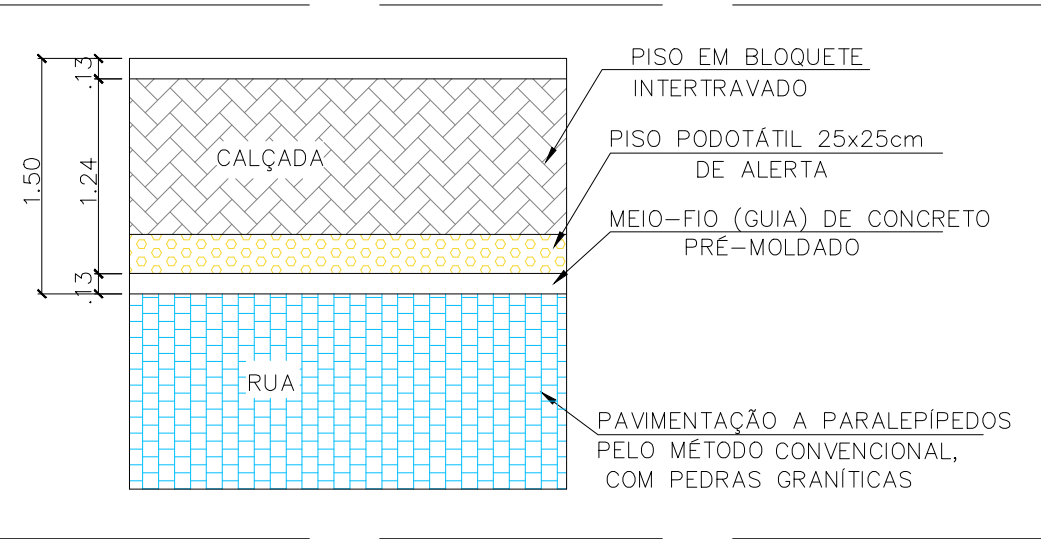 .13
PISO EM BLOQUETE
INTERTRAVADO
CALÇADA
PISO PODOTÁTIL 25x25cm
DE ALERTA
1.50
1.24
MEIO-FIO (GUIA) DE CONCRETO
PRÉ-MOLDADO
.13
RUA
PAVIMENTAÇÃO A PARALEPÍPEDOS
PELO MÉTODO CONVENCIONAL,
COM PEDRAS GRANÍTICAS